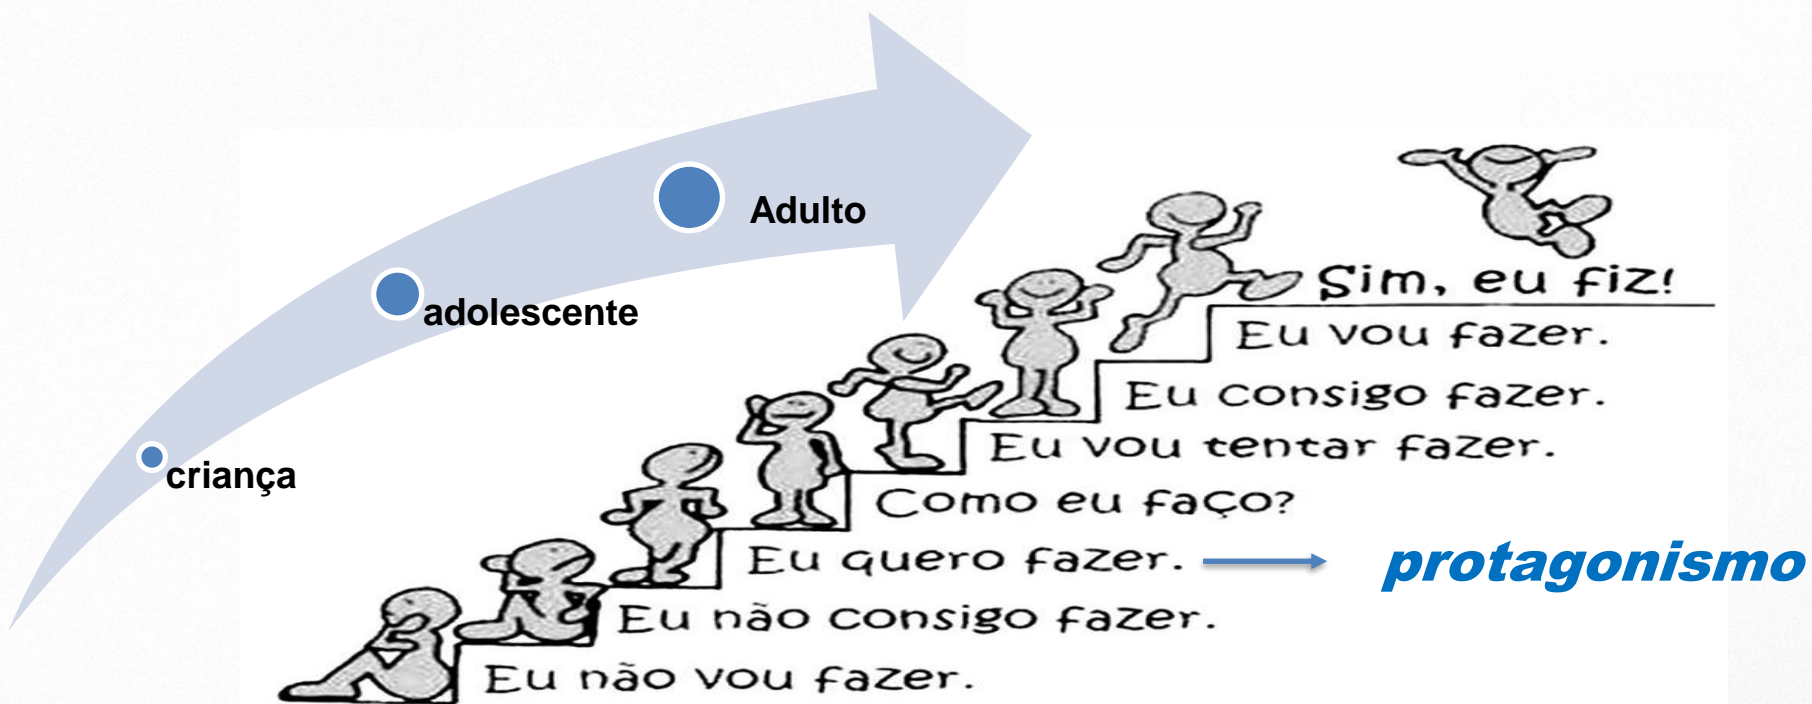 Adulto
adolescente
criança
Sim, eu fiz!
Eu vou fazer.
Eu consigo fazer.
Eu vou tentar fazer.
Como eu faço?
Eu quero fazer. protagonismo
Eu não consigo fazer.
Eu não vou fazer.